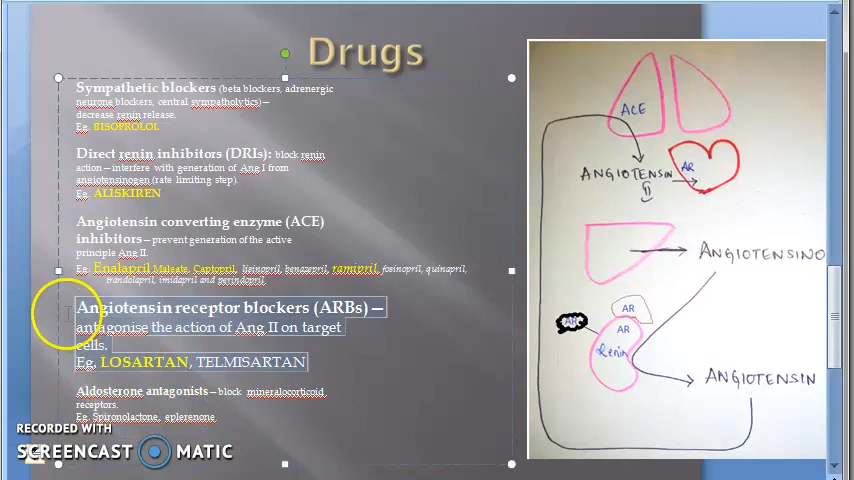 Drugs
Sympathetic blockers (beta blockers, adrenergic
neurone blockers, central sympatholytics)—
decrease renin release.
Eg. BISOPROLOL
Direct renin inhibitors (DRIs): block renin
action—interfere with generation of Ang I from
angiotensinogen (rate limiting step).
Eg. ALISKIREN
Angiotensin converting enzyme (ACE)
inhibitors—prevent generation of the active
principle Ang II.
Eg. Enalapril Maleate, Captopril, lisinopril, benazepril, ramipril, fosinopril, quinapril,
trandolapril, imidapril and perindopril,
Angiotensin receptor blockers (ARBs)—
antagonise the action of Ang II on target
cells.
Eg, LOSARTAN, TELMISARTAN
Aldosterone antagonists—block mineralocorticoid
receptors.
Eg. Spironolactone, eplerenone
ACE
ANGIOTENSIN
II
AR
ANGIOTENSINO
AR
AR
AR
Renin
ANGIOTENSIN
RECORDED WITH
SCREENCAST MATIC